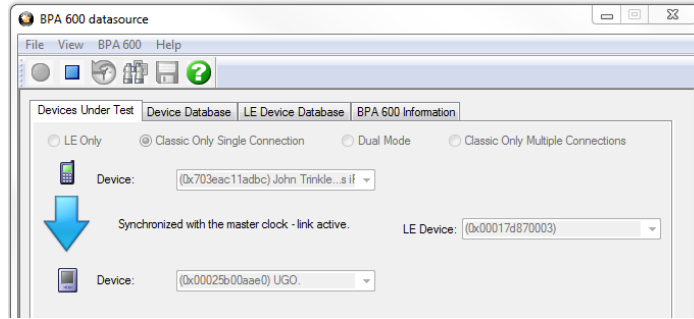 BPA 600 datasource
File View BPA 600 Help
Devices Under Test Device Database LE Device Database BPA 600 Information
LE Only Classic Only Single Connection Dual Mode Classic Only Multiple Connections
Device: (0x703eac11adbc) John Trinkle...s iF
Synchronized with the master clock - link active. LE Device: (0x00017d870003)
Device: (0x00025b00aae0) UGO.